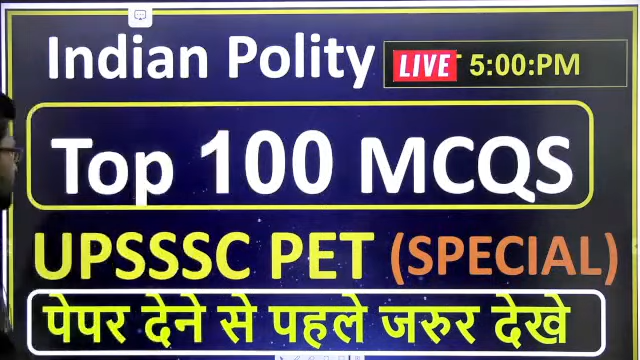 Indian Polity LIVE 5:00:PM
Top 100 MCQS
UPSSSC PET (SPECIAL)
पेपर देने से पहले जरुर देखे